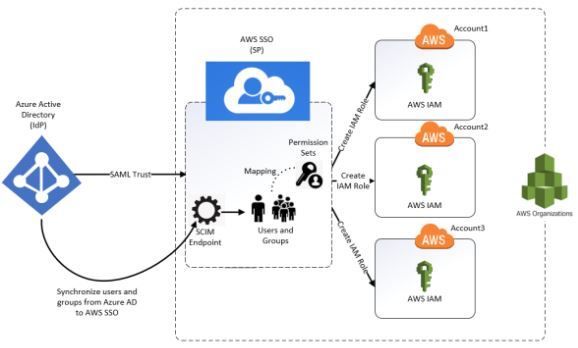 AWS SSO
(SP)
Account1
AWS
AWS IAM
Azure Active
Directory
(IdP)
SAML Trust
Permission
Sets
Mapping
Create IAM Role
Account2
AWS
AWS IAM
Create
IAM Role
AWS Organizations
SCIM
Endpoint
Users and
Groups
Create IAM Role
Account3
AWS
AWS IAM
Synchronize users and
groups from Azure AD
to AWS SSO